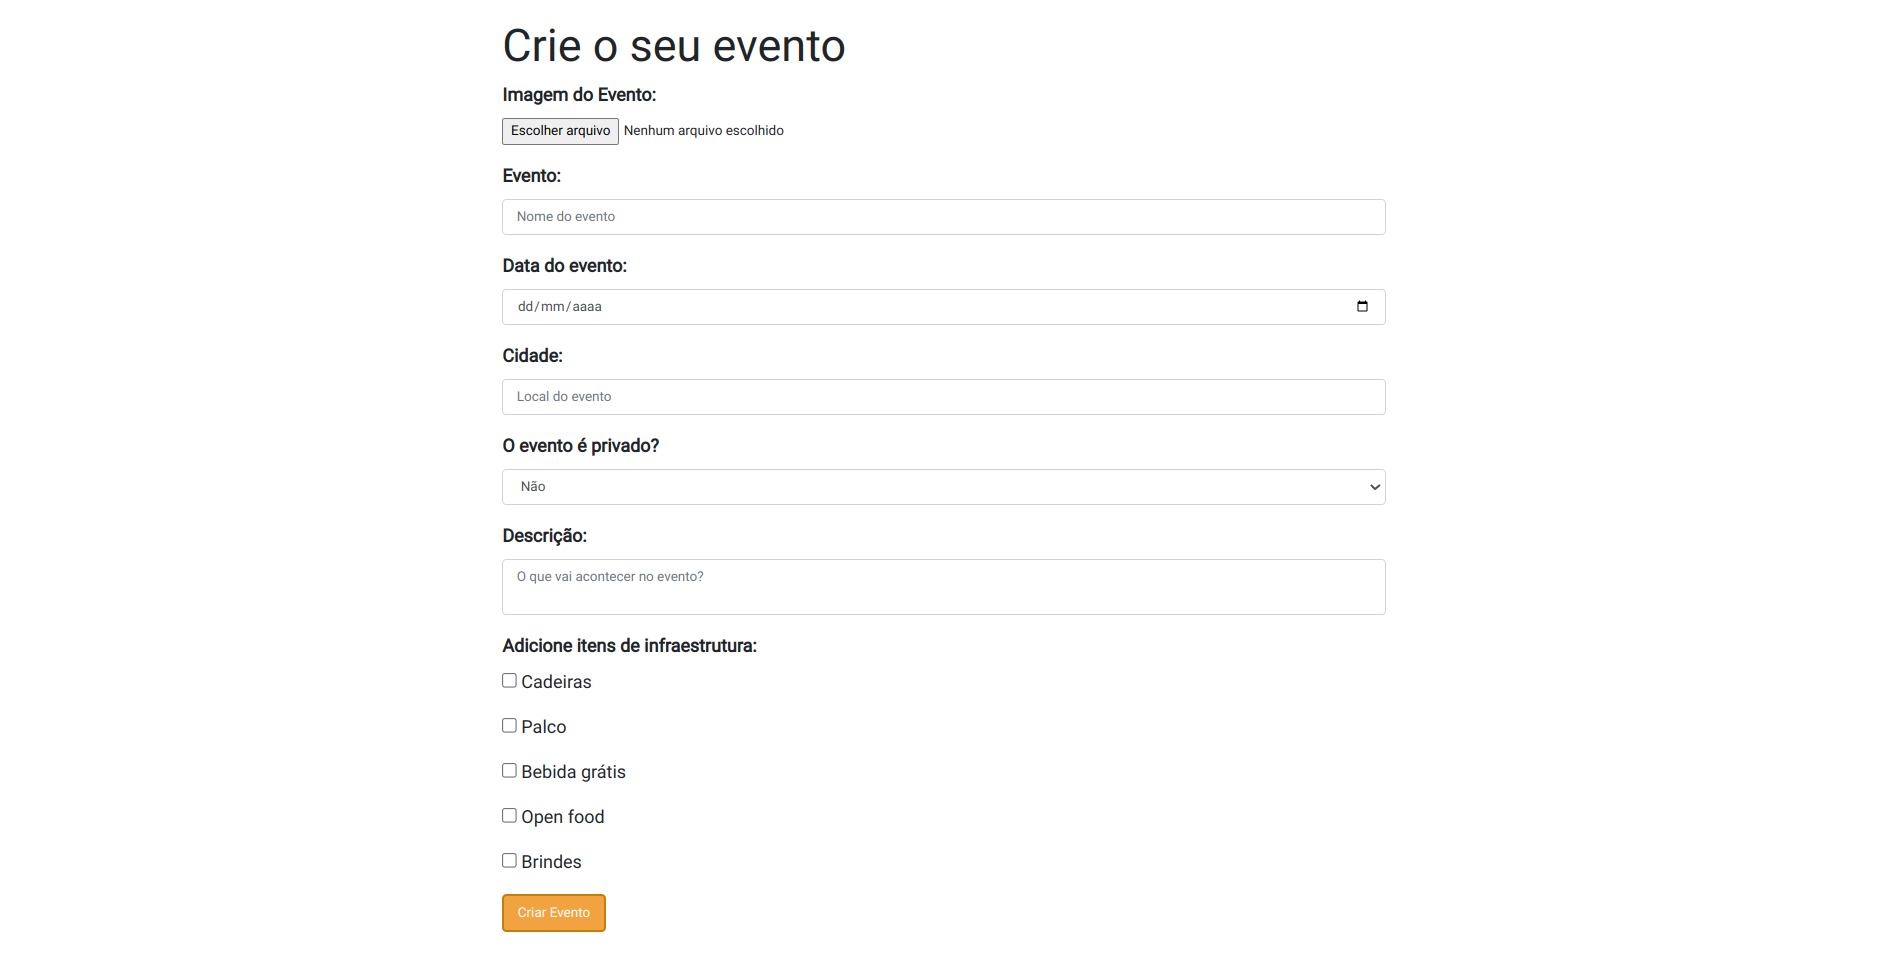 Crie o seu evento
Imagem do Evento:
Escolher arquivo Nenhum arquivo escolhido
Evento:
Nome do evento
Data do evento:
dd/mm/aaaa
Cidade:
Local do evento
O evento é privado?
Não
Descrição:
O que vai acontecer no evento?
Adicione itens de infraestrutura:
Cadeiras
Palco
Bebida grátis
Open food
Brindes
Criar Evento